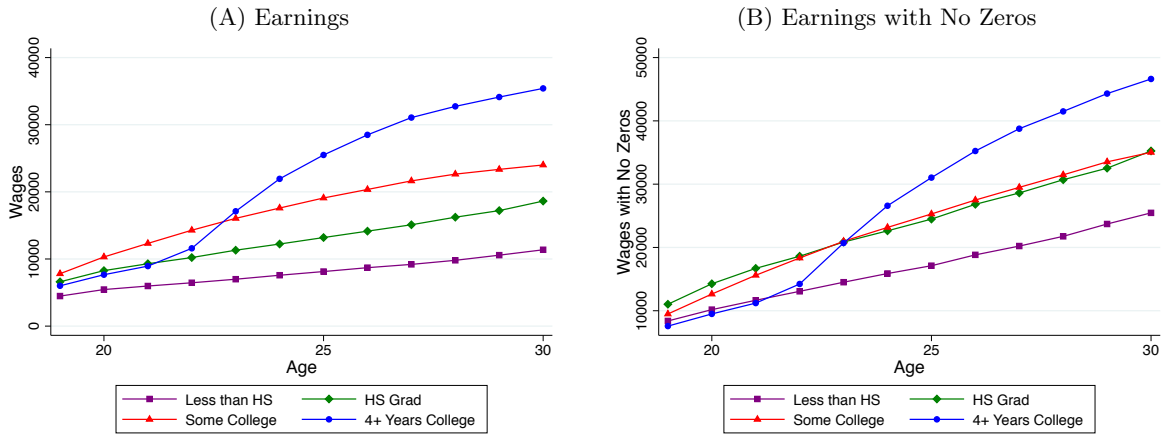 (A) Earnings
Wages
40000
30000
20000
10000
0
20
25
30
Age
Less than HS
HS Grad
Some College
4+ Years College
(B) Earnings with No Zeros
Wages with No Zeros
50000
40000
30000
20000
10000
20
25
30
Age
Less than HS
HS Grad
Some College
4+ Years College